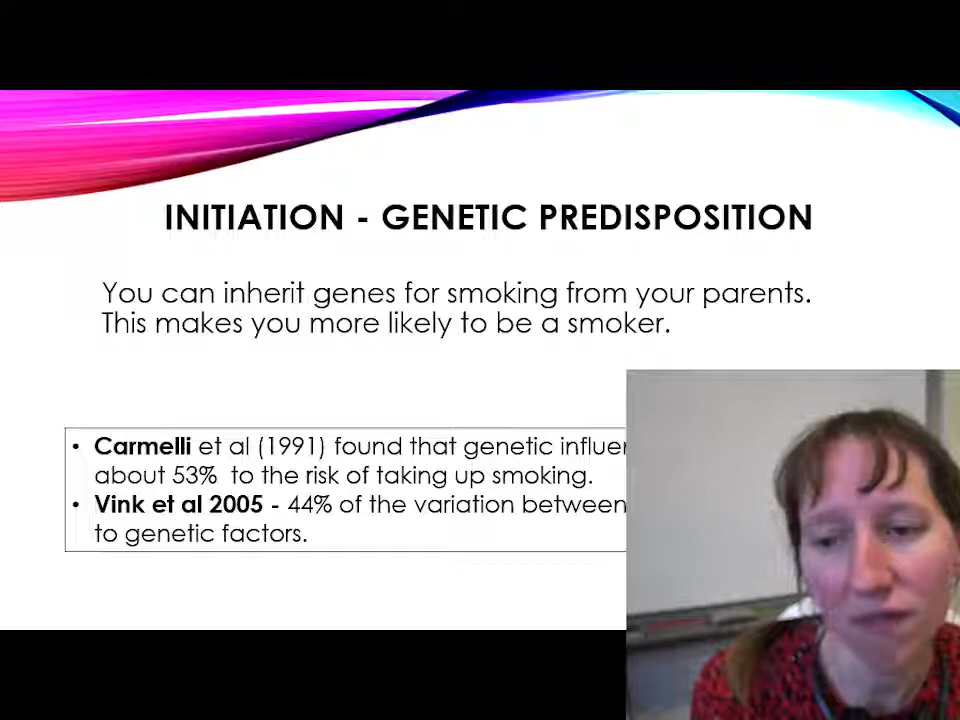 INITIATION - GENETIC PREDISPOSITION
You can inherit genes for smoking from your parents.
This makes you more likely to be a smoker.
• Carmelli et al (1991) found that genetic influen
about 53% to the risk of taking up smoking.
• Vink et al 2005 - 44% of the variation between
to genetic factors.